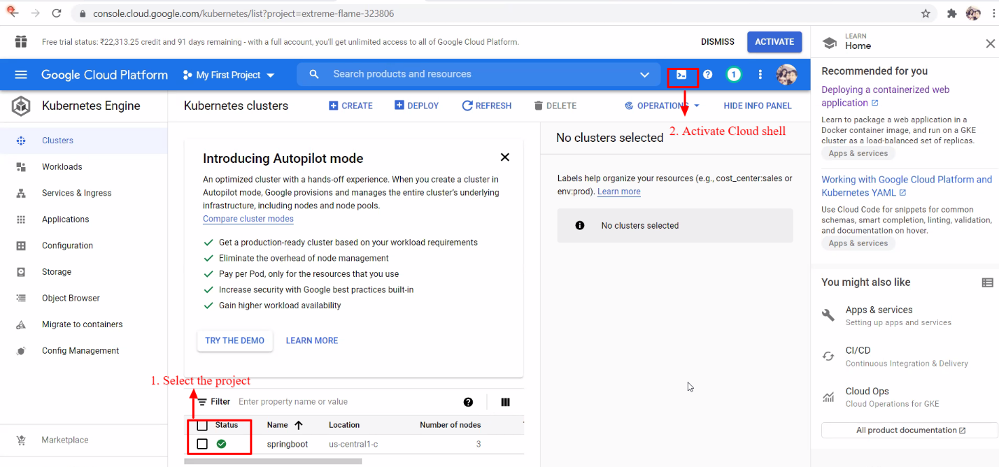 console.cloud.google.com/kubernetes/list?project=extreme-flame-323806
Free trial status: ₹22,313.25 credit and 91 days remaining - with a full account, you'll get unlimited access to all of Google Cloud Platform.
DISMISS
ACTIVATE
LEARN
Home
Google Cloud Platform
My First Project
Search products and resources
1
Kubernetes Engine
Clusters
Workloads
Services & Ingress
Applications
Configuration
Storage
Object Browser
Migrate to containers
Config Management
Marketplace
Kubernetes clusters
CREATE
DEPLOY
REFRESH
DELETE
OPERATIONS
HIDE INFO PANEL
2. Activate Cloud shell
Introducing Autopilot mode
An optimized cluster with a hands-off experience. When you create a cluster in
Autopilot mode, Google provisions and manages the entire cluster's underlying
infrastructure, including nodes and node pools.
Compare cluster modes
Get a production-ready cluster based on your workload requirements
Eliminate the overhead of node management
Pay per Pod, only for the resources that you use
Increase security with Google best practices built-in
Gain higher workload availability
TRY THE DEMO
LEARN MORE
1. Select the project
Filter
Enter property name or value
Status
Name
Location
Number of nodes
springboot
us-central1-c
3
No clusters selected
Labels help organize your resources (e.g., cost_center:sales or
env:prod). Learn more
No clusters selected
Recommended for you
Deploying a containerized web
application
Learn to package a web application in a
Docker container image, and run on a GKE
cluster as a load-balanced set of replicas.
Apps & services
Working with Google Cloud Platform and
Kubernetes YAML
Use Cloud Code for snippets for common
schemas, smart completion, linting, validation,
and documentation on hover.
Apps & services
You might also like
Apps & services
Setting up apps and services
CI/CD
Continuous Integration & Delivery
Cloud Ops
Cloud Operations for GKE
All product documentation